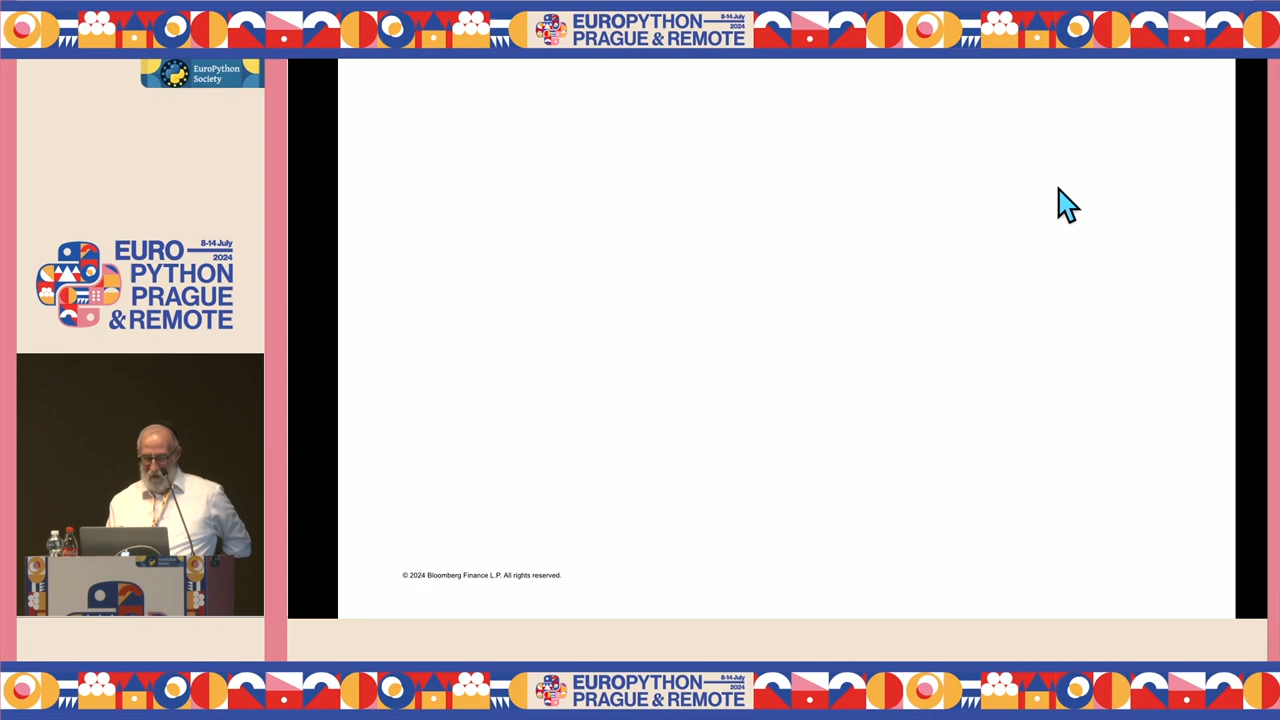 EUROPYTHON
8-14 July
2024
PRAGUE & REMOTE
EuroPython
Society
EURO
8-14 July
2024
PYTHON
PRAGUE
& REMOTE
© 2024 Bloomberg Finance L.P. All rights reserved.
EUROPYTHON
8-14 July
2024
PRAGUE & REMOTE